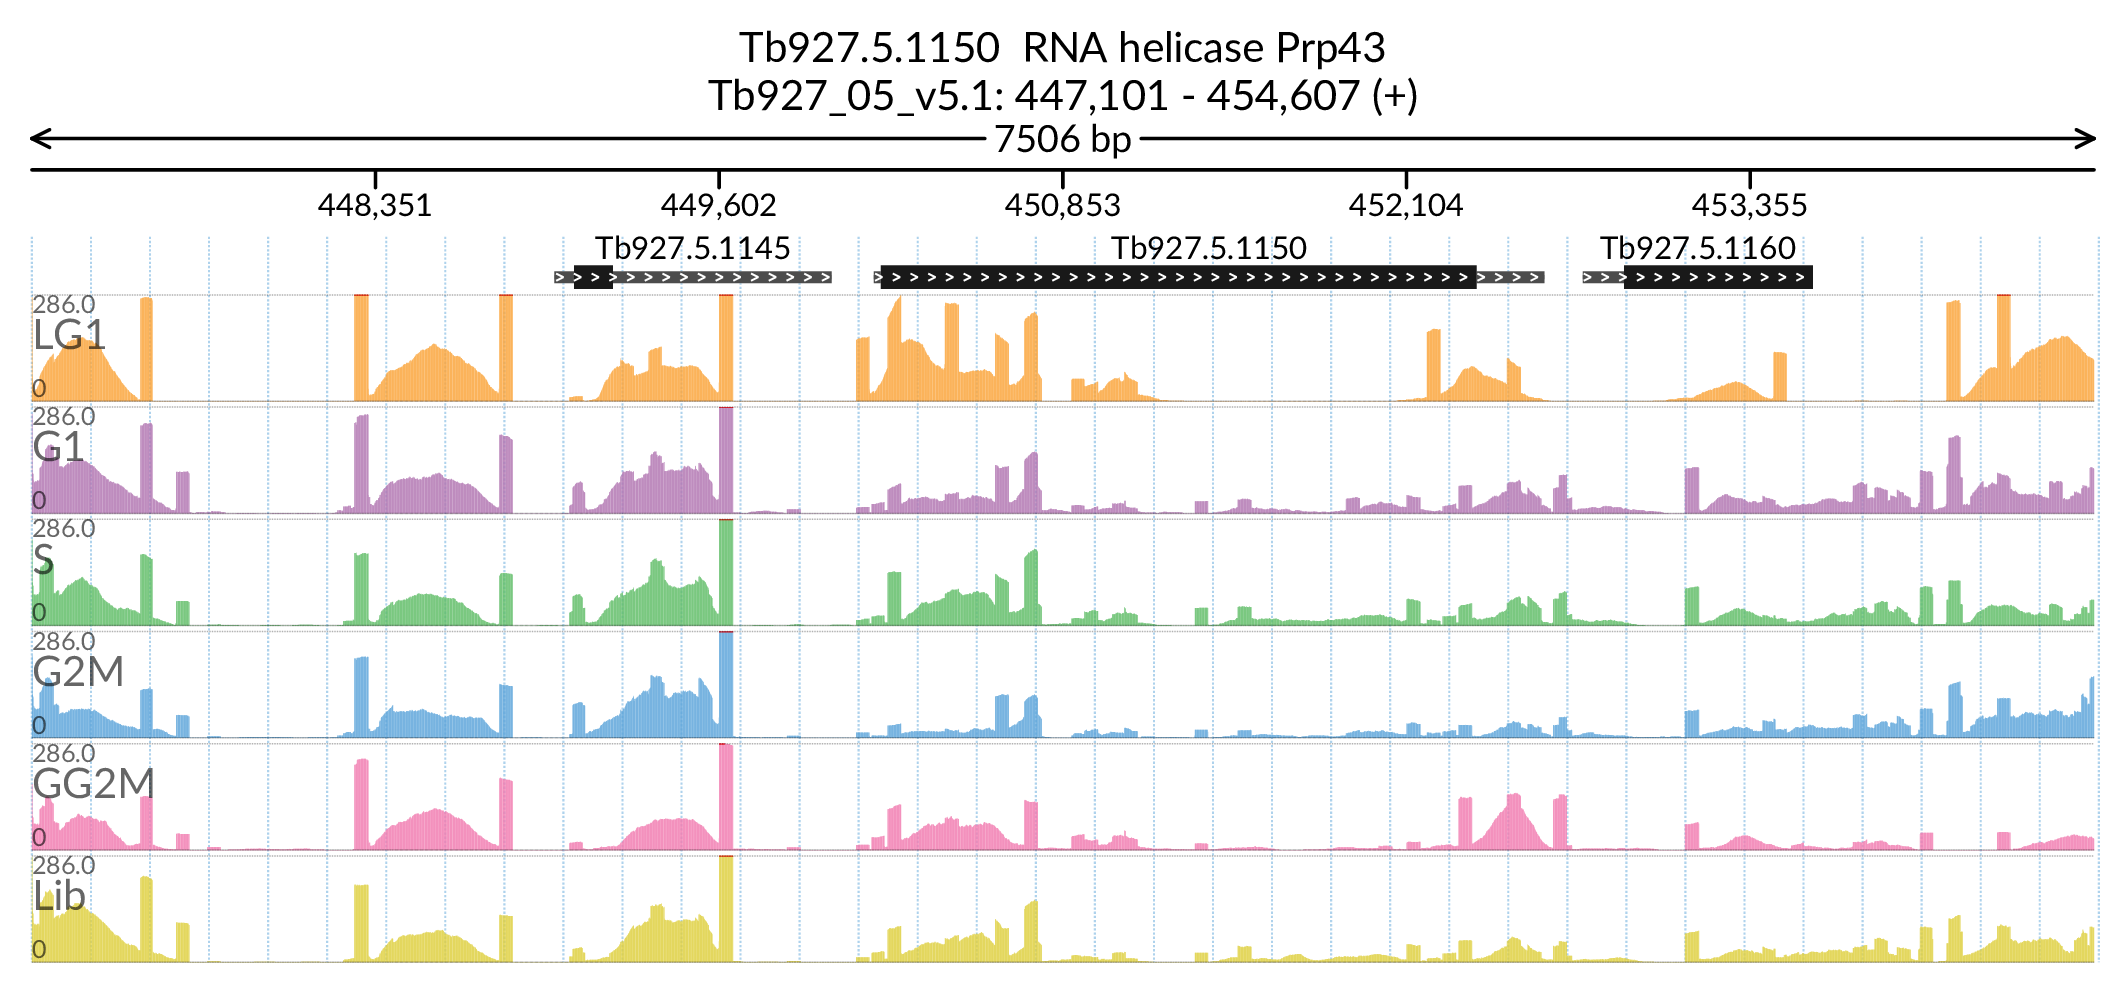 Tb927.5.1150  RNA helicase Prp43
Tb927_05_v5.1: 447,101 - 454,607 (+)
7506 bp
448,351 449,602 450,853 452,104 453,355
Tb927.5.1145 Tb927.5.1150 Tb927.5.1160
286.0
LG1
0
286.0
G1
0
286.0
S
0
286.0
G2M
0
286.0
GG2M
0
286.0
Lib
0